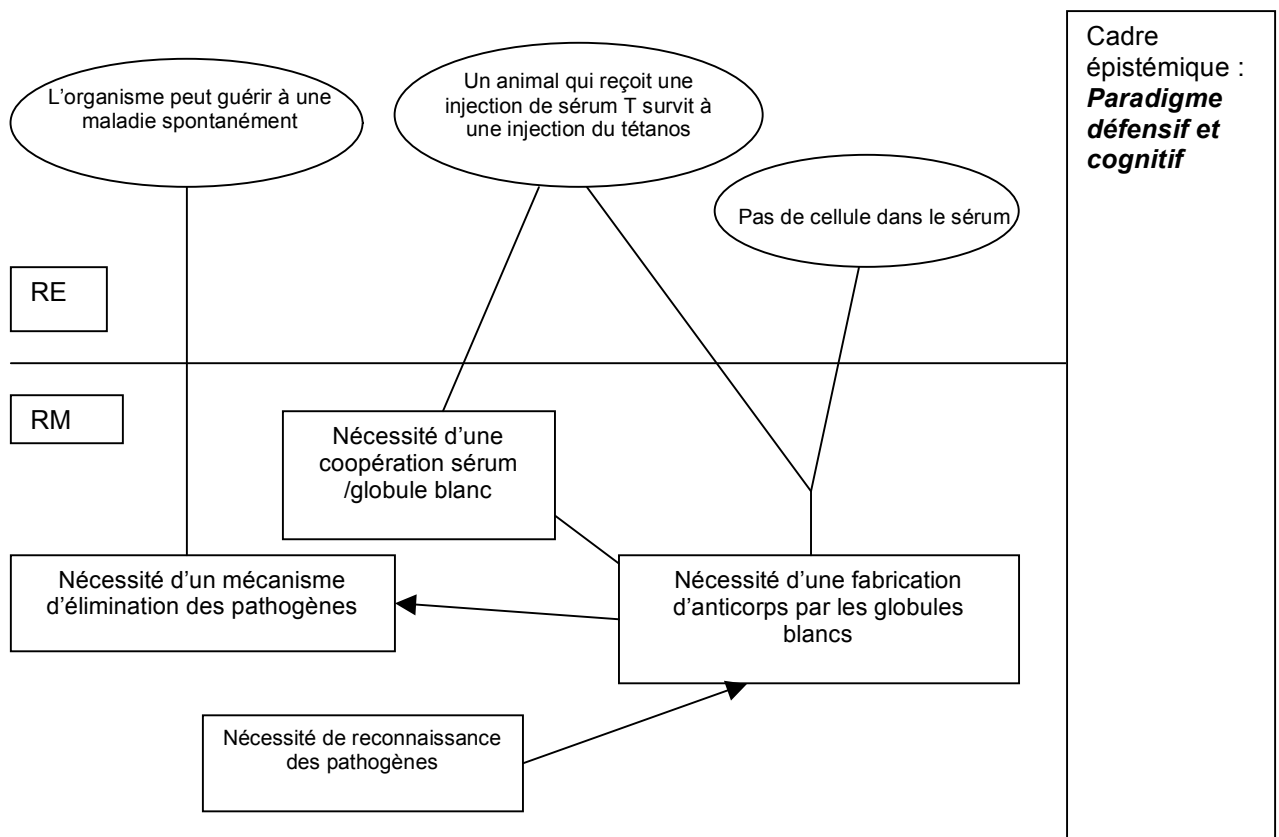 L’organisme peut guérir à une
maladie spontanément
Un animal qui reçoit une
injection de sérum T survit à
une injection du tétanos
Pas de cellule dans le sérum
Cadre
épistémique :
Paradigme
défensif et
cognitif
RE
RM
Nécessité d’une
coopération sérum
/globule blanc
Nécessité d’un mécanisme
d’élimination des pathogènes
Nécessité d’une fabrication
d’anticorps par les globules
blancs
Nécessité de reconnaissance
des pathogènes